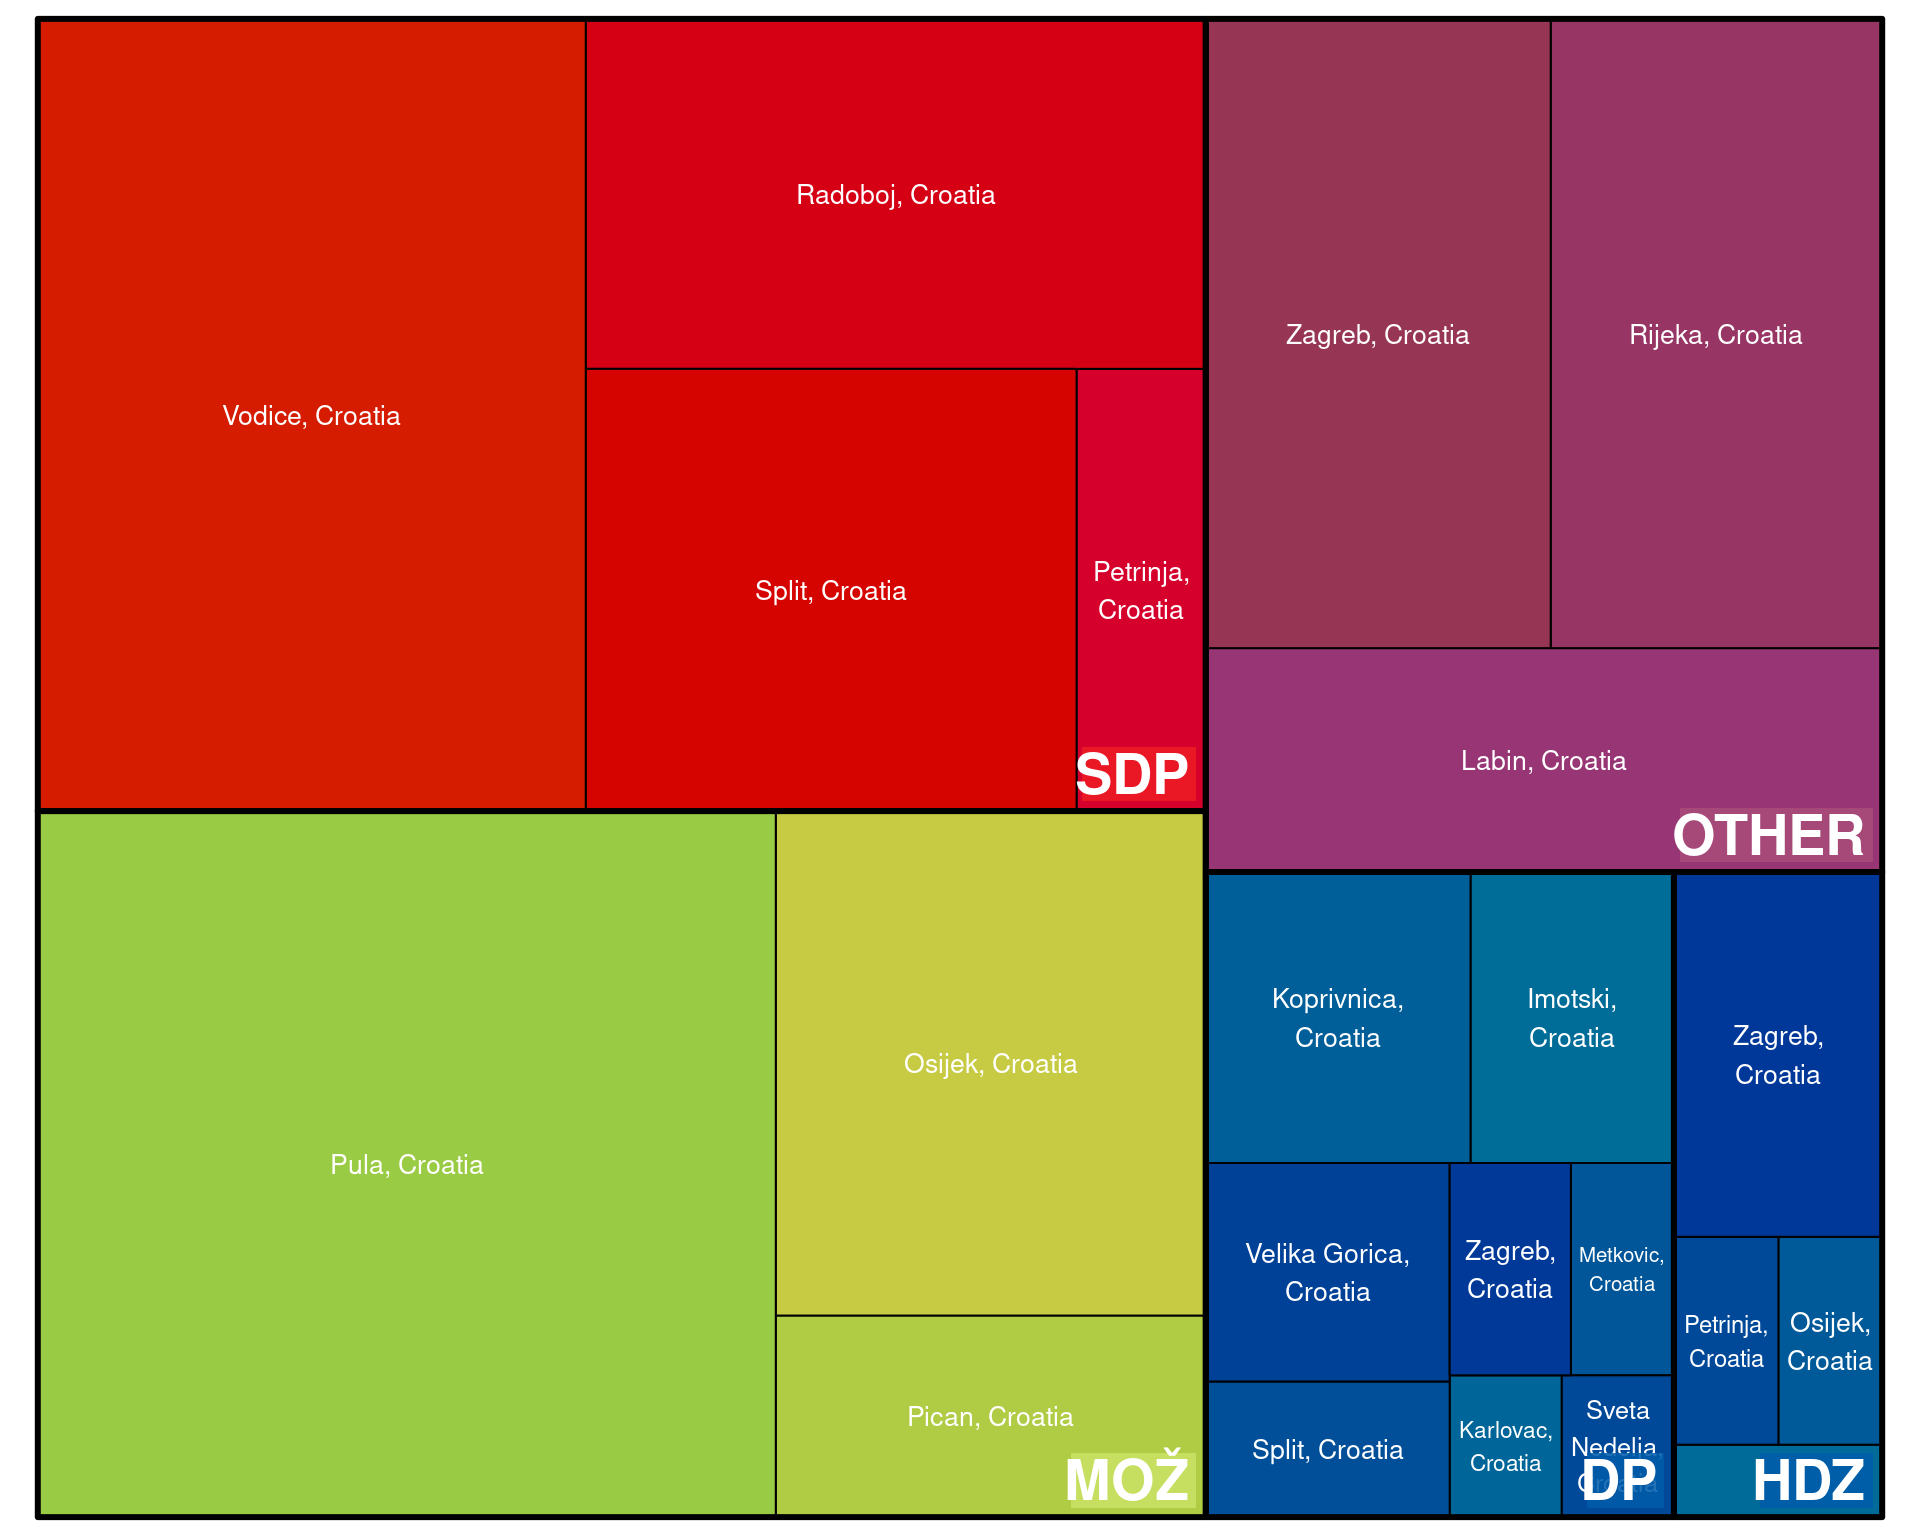 Vodice, Croatia
Radoboj, Croatia
Split, Croatia
Petrinja,
Croatia
SDP
Zagreb, Croatia
Rijeka, Croatia
Labin, Croatia
OTHER
Pula, Croatia
Osijek, Croatia
Pican, Croatia
MOŽ
Koprivnica,
Croatia
Imotski,
Croatia
Velika Gorica,
Croatia
Zagreb,
Croatia
Metkovic,
Croatia
Split, Croatia
Karlovac,
Croatia
Sveta
Nedelja,
Croatia
DP
Zagreb,
Croatia
Petrinja,
Croatia
Osijek,
Croatia
HDZ